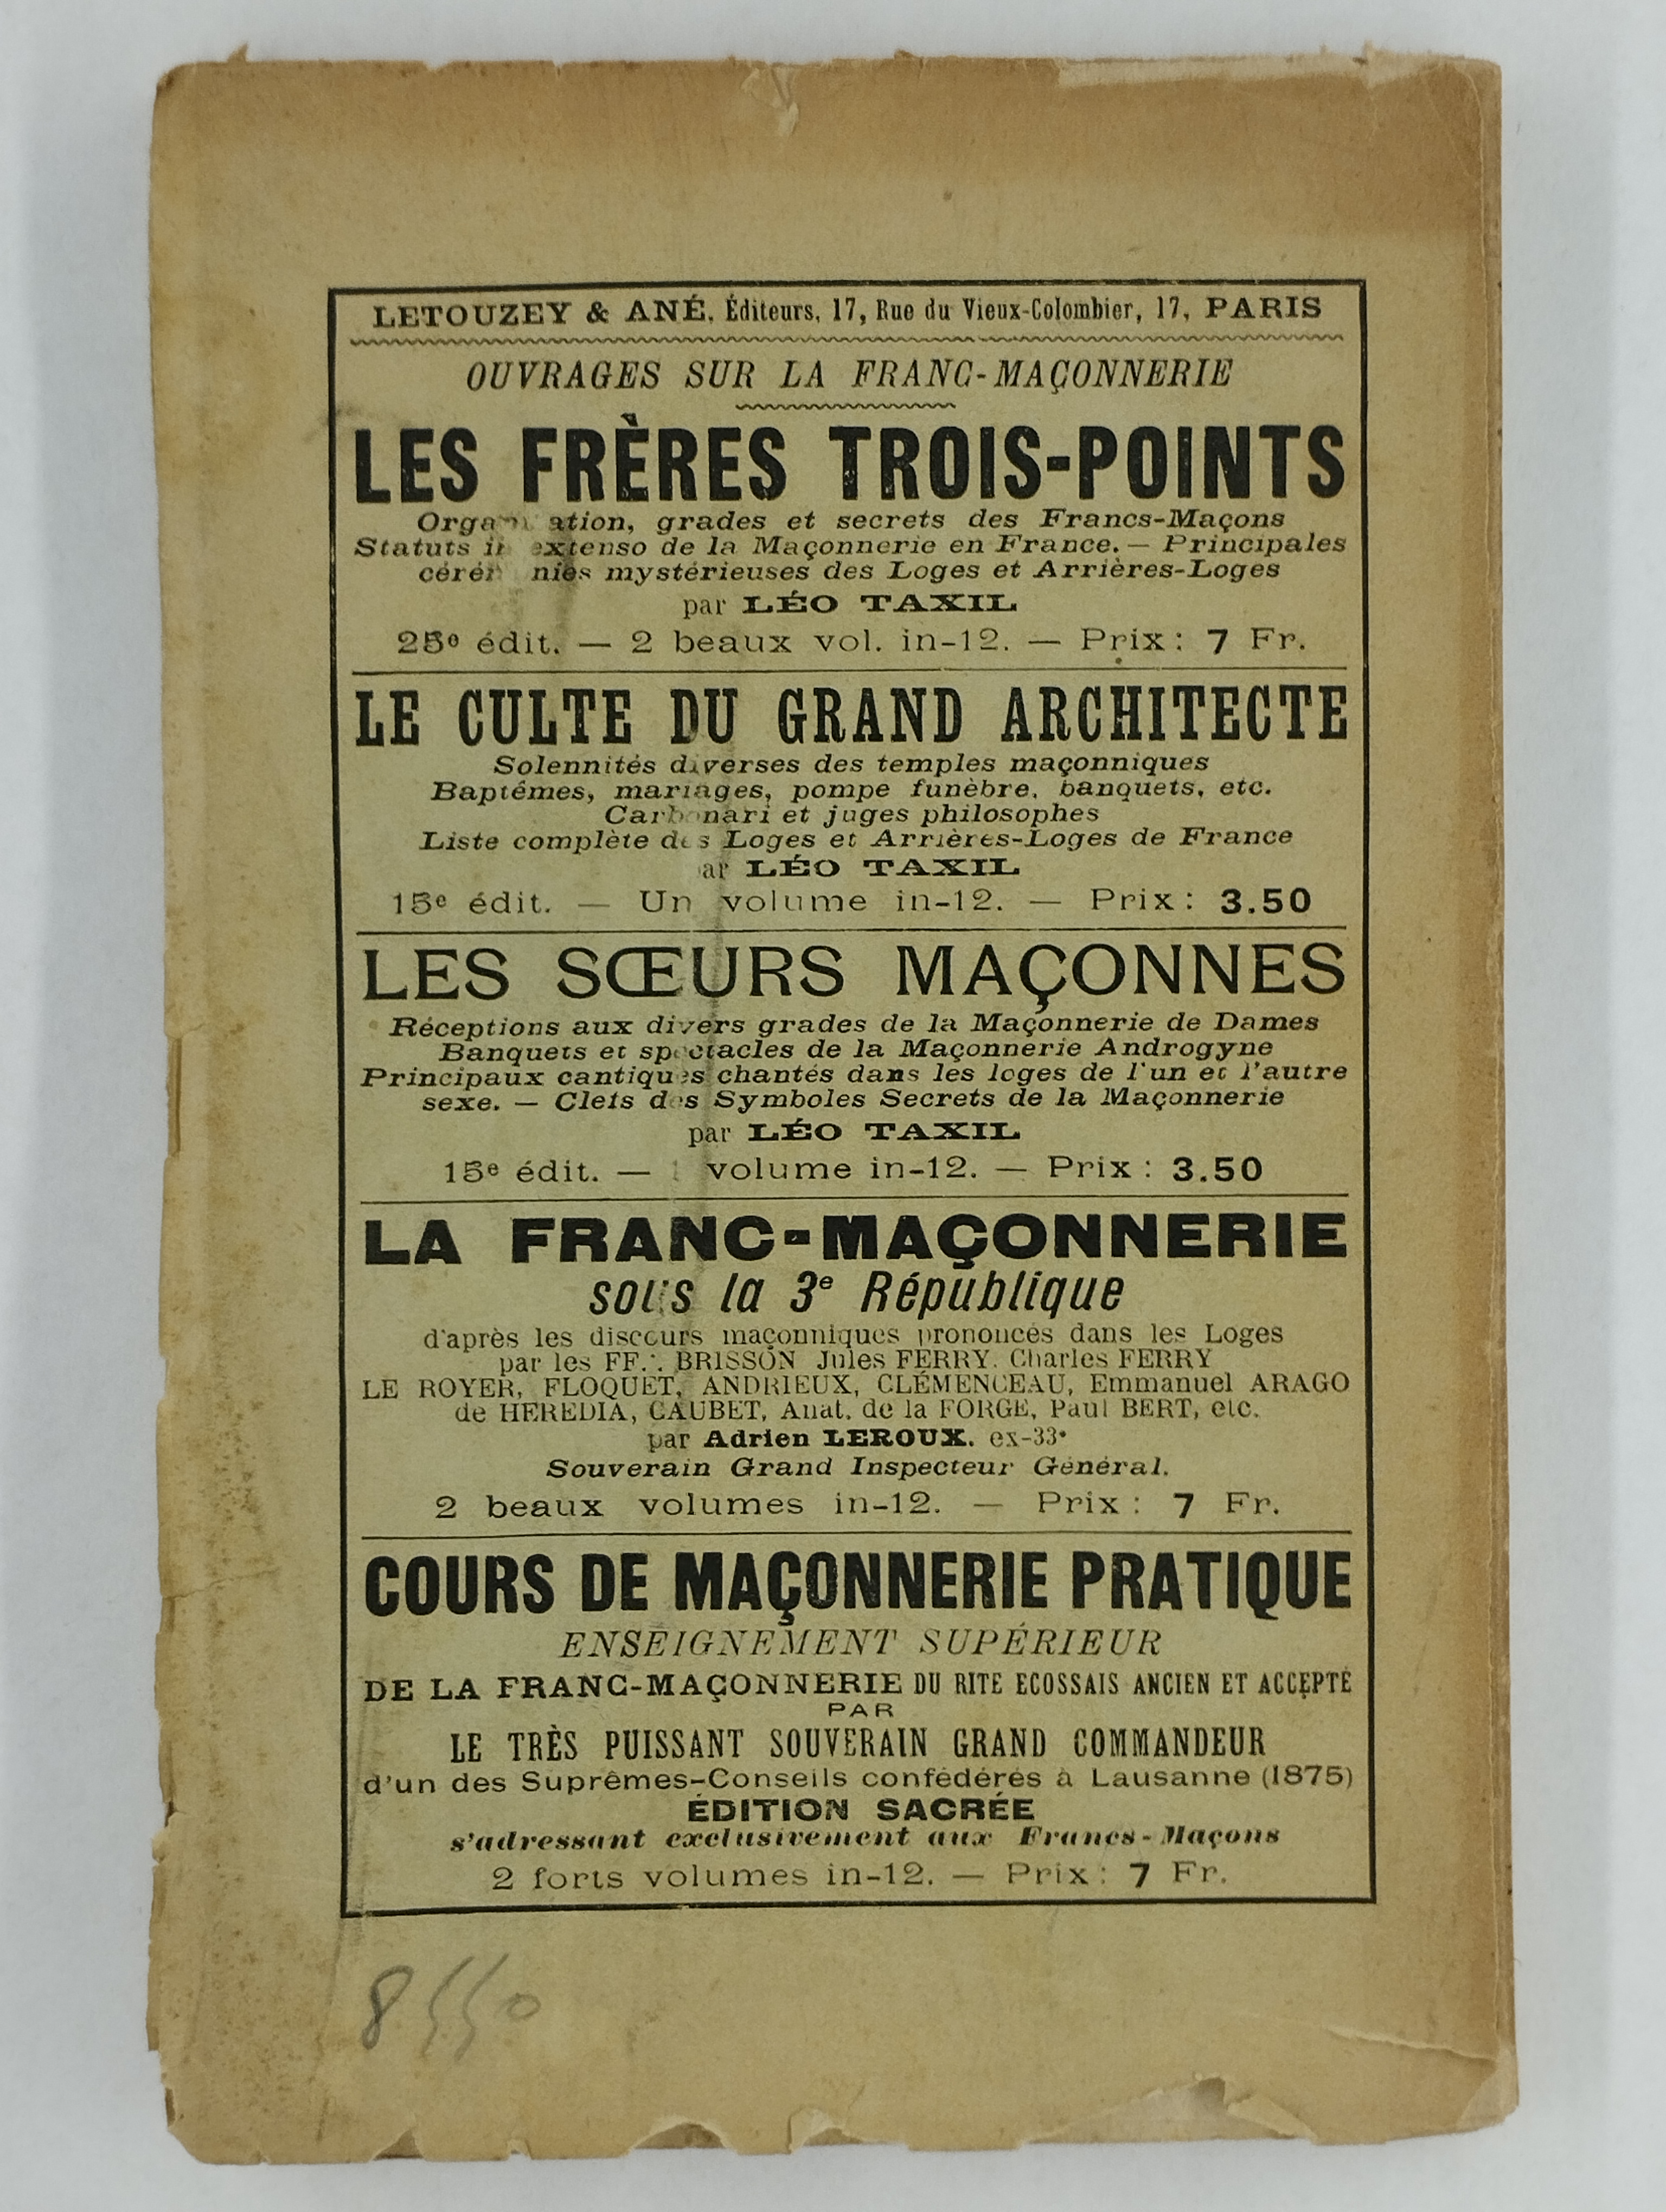 LETOUZEY & ANÉ, Éditeurs, 17, Rue du Vieux-Colombier, 17, PARIS
OUVRAGES SUR LA FRANC-MAÇONNERIE
LES FRÈRES TROIS-POINTS
Organisation, grades et secrets des Francs-Maçons
Statuts in extenso de la Maçonnerie en France. — Principales
cérémonies mystérieuses des Loges et Arrières-Loges
par LÉO TAXIL
25e édit. — 2 beaux vol. in-12. — Prix : 7 Fr.
LE CULTE DU GRAND ARCHITECTE
Solennités diverses des temples maçonniques
Baptêmes, mariages, pompe funèbre, banquets, etc.
Carbonari et juges philosophes
Liste complète des Loges et Arrières-Loges de France
par LÉO TAXIL
15e édit. — Un volume in-12. — Prix : 3.50
LES SŒURS MAÇONNES
Réceptions aux divers grades de la Maçonnerie de Dames
Banquets et spectacles de la Maçonnerie Androgyne
Principaux cantiques chantés dans les loges de l'un et l'autre
sexe. — Clefs des Symboles Secrets de la Maçonnerie
par LÉO TAXIL
15e édit. — 1 volume in-12. — Prix : 3.50
LA FRANC-MAÇONNERIE
sous la 3e République
d'après les discours maçonniques prononcés dans les Loges
par les FF∴ BRISSON Jules FERRY. Charles FERRY
LE ROYER, FLOQUET, ANDRIEUX, CLÉMENCEAU, Emmanuel ARAGO
de HEREDIA, CAUBET, Anat. de la FORGE, Paul BERT, etc.
par Adrien LEROUX. ex-33e
Souverain Grand Inspecteur Général.
2 beaux volumes in-12. — Prix : 7 Fr.
COURS DE MAÇONNERIE PRATIQUE
ENSEIGNEMENT SUPÉRIEUR
DE LA FRANC-MAÇONNERIE DU RITE ECOSSAIS ANCIEN ET ACCEPTÉ
PAR
LE TRÈS PUISSANT SOUVERAIN GRAND COMMANDEUR
d'un des Suprêmes-Conseils confédérés à Lausanne (1875)
ÉDITION SACRÉE
s'adressant exclusivement aux Francs-Maçons
2 forts volumes in-12. — Prix : 7 Fr.